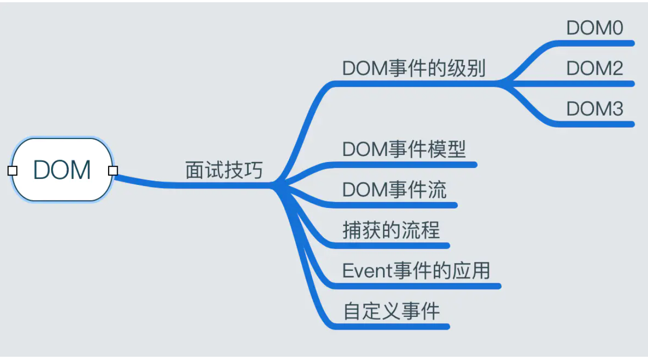 DOM
面试技巧
DOM事件的级别
DOM0
DOM2
DOM3
DOM事件模型
DOM事件流
捕获的流程
Event事件的应用
自定义事件